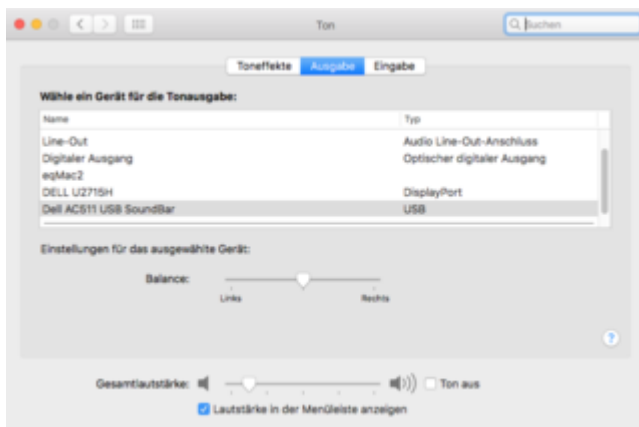 Ton
Suchen
Toneffekte Ausgabe Eingabe
Wähle ein Gerät für die Tonausgabe:
Name Typ
Line-Out Audio Line-Out-Anschluss
Digitaler Ausgang Optischer digitaler Ausgang
eqMac2
DELL U2715H DisplayPort
Dell AC511 USB SoundBar USB
Einstellungen für das ausgewählte Gerät:
Balance:
Links Rechts
?
Gesamtlautstärke: Ton aus
Lautstärke in der Menüleiste anzeigen